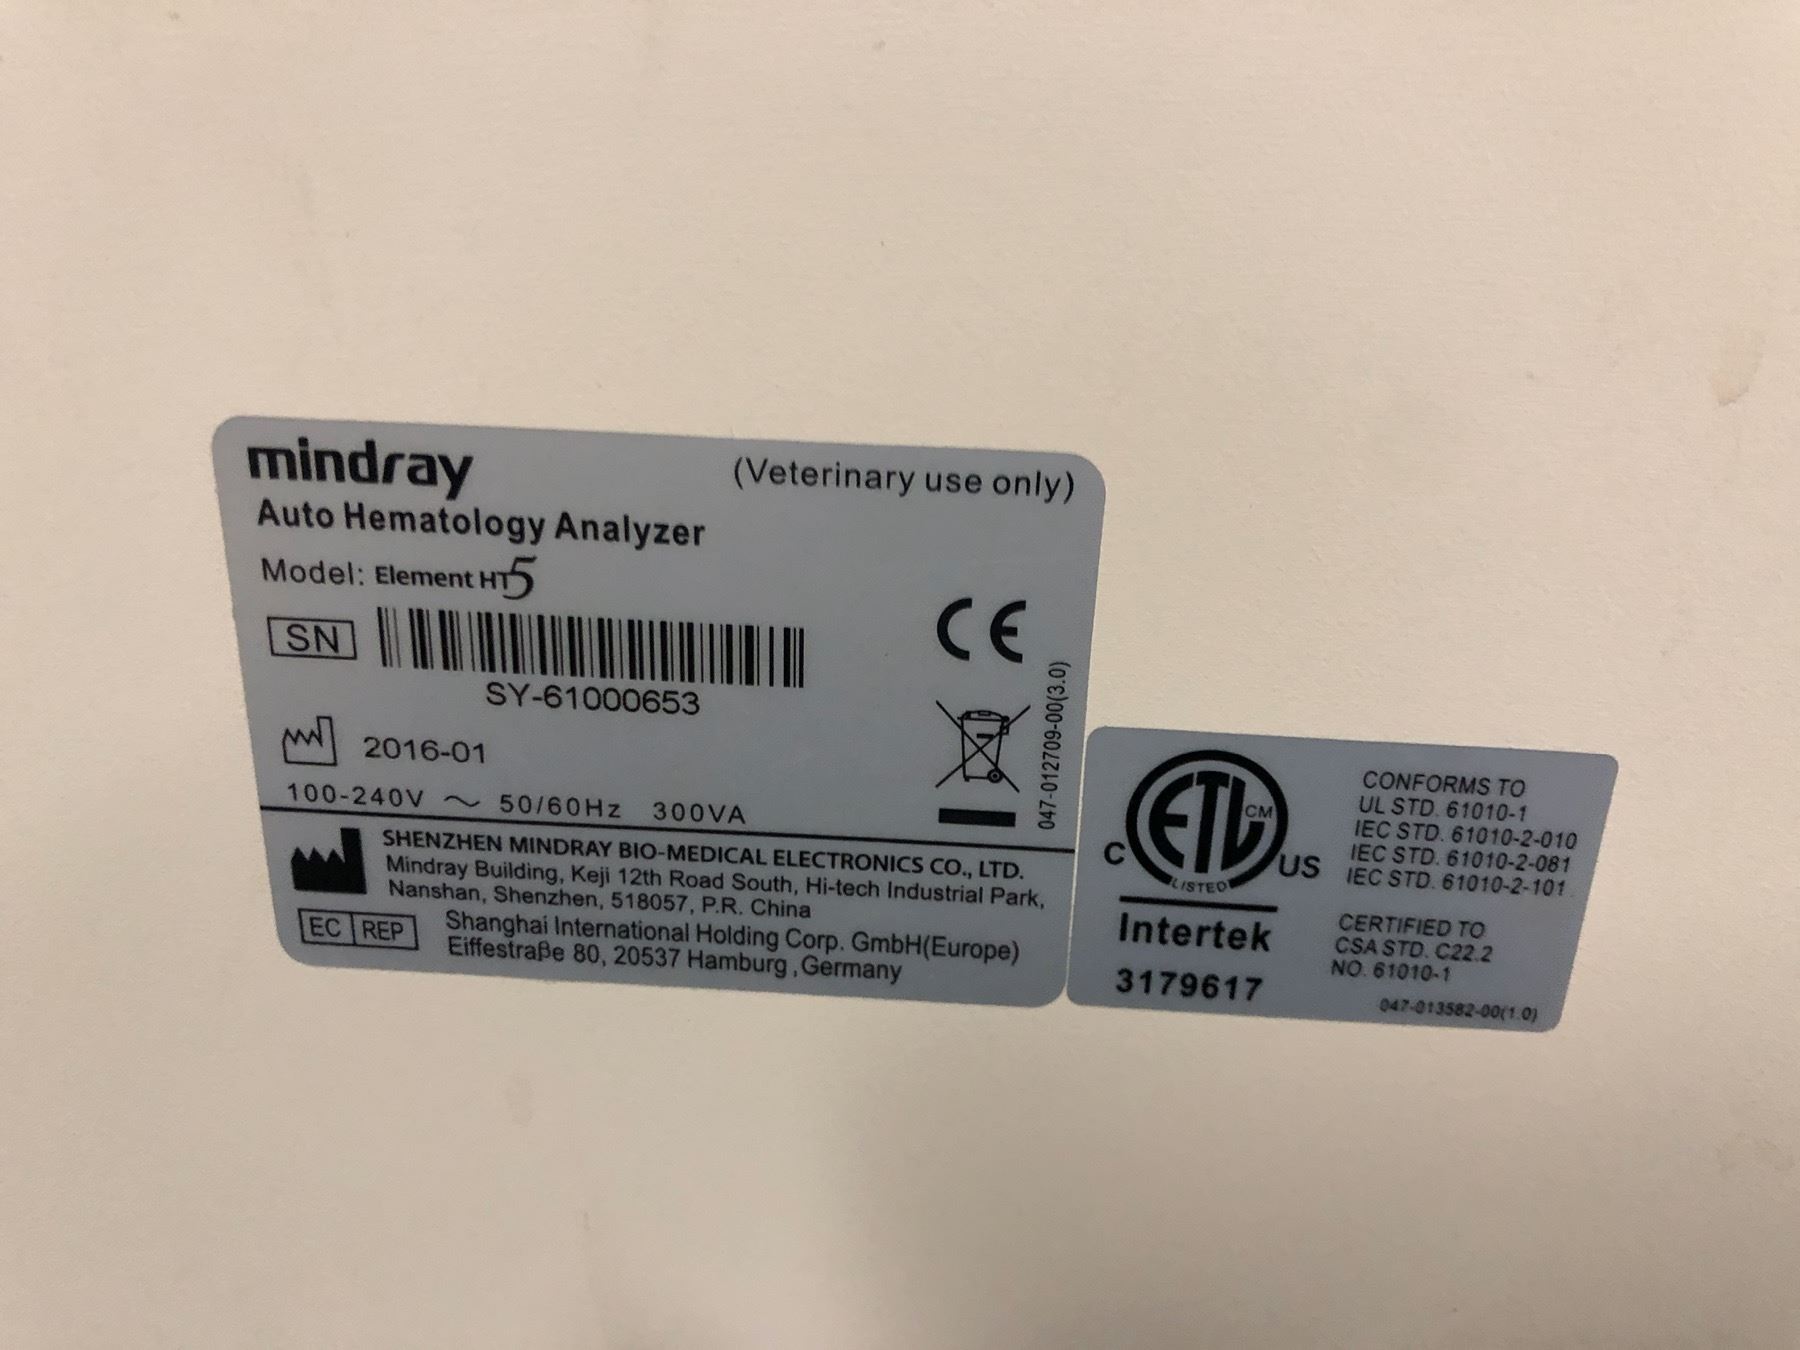 mindray
(Veterinary use only)
Auto Hematology Analyzer
Model: Element HT5
SN
SY-61000653
2016-01
100-240V ～ 50/60Hz 300VA
CE
047-012709-00(3.0)
SHENZHEN MINDRAY BIO-MEDICAL ELECTRONICS CO., LTD.
Mindray Building, Keji 12th Road South, Hi-tech Industrial Park,
Nanshan, Shenzhen, 518057, P.R. China
EC REP
Shanghai International Holding Corp. GmbH(Europe)
Eiffestraβe 80, 20537 Hamburg ,Germany
C ETL CM US
LISTED
Intertek
3179617
CONFORMS TO
UL STD. 61010-1
IEC STD. 61010-2-010
IEC STD. 61010-2-081
IEC STD. 61010-2-101.
CERTIFIED TO
CSA STD. C22.2
NO. 61010-1
047-013582-00(1.0)